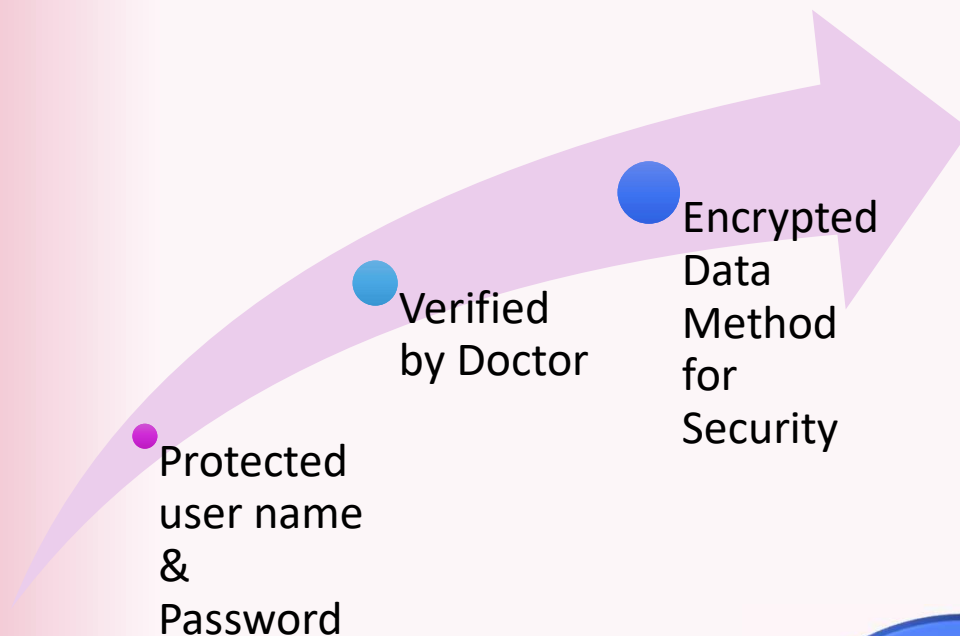 Protected
user name
&
Password
Verified
by Doctor
Encrypted
Data
Method
for
Security